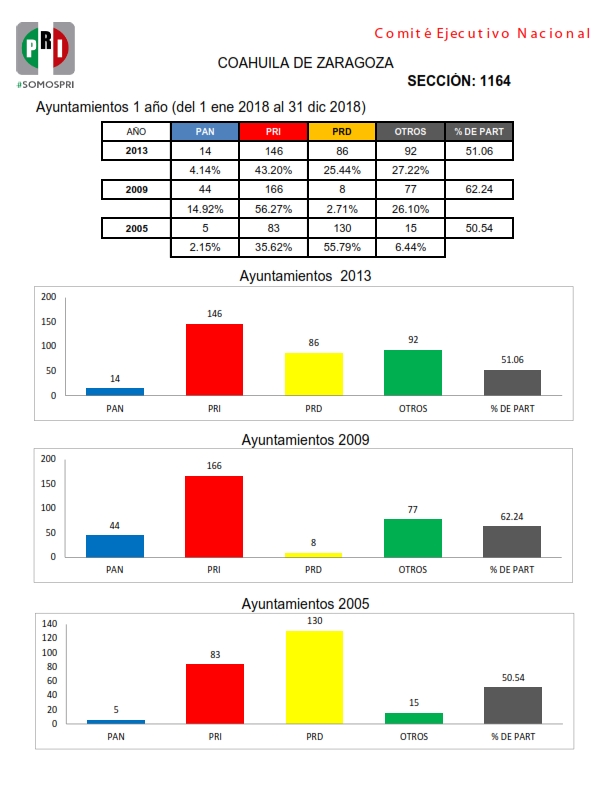 Comité Ejecutivo Nacional
PRI
#SOMOSPRI
COAHUILA DE ZARAGOZA
SECCIÓN: 1164
Ayuntamientos 1 año (del 1 ene 2018 al 31 dic 2018)
AÑO PAN PRI PRD OTROS % DE PART
2013 14 146 86 92 51.06
4.14% 43.20% 25.44% 27.22%
2009 44 166 8 77 62.24
14.92% 56.27% 2.71% 26.10%
2005 5 83 130 15 50.54
2.15% 35.62% 55.79% 6.44%
Ayuntamientos 2013
200
150
100
50
0
14 146 86 92 51.06
PAN PRI PRD OTROS % DE PART
Ayuntamientos 2009
200
150
100
50
0
44 166 8 77 62.24
PAN PRI PRD OTROS % DE PART
Ayuntamientos 2005
140
120
100
80
60
40
20
0
5 83 130 15 50.54
PAN PRI PRD OTROS % DE PART